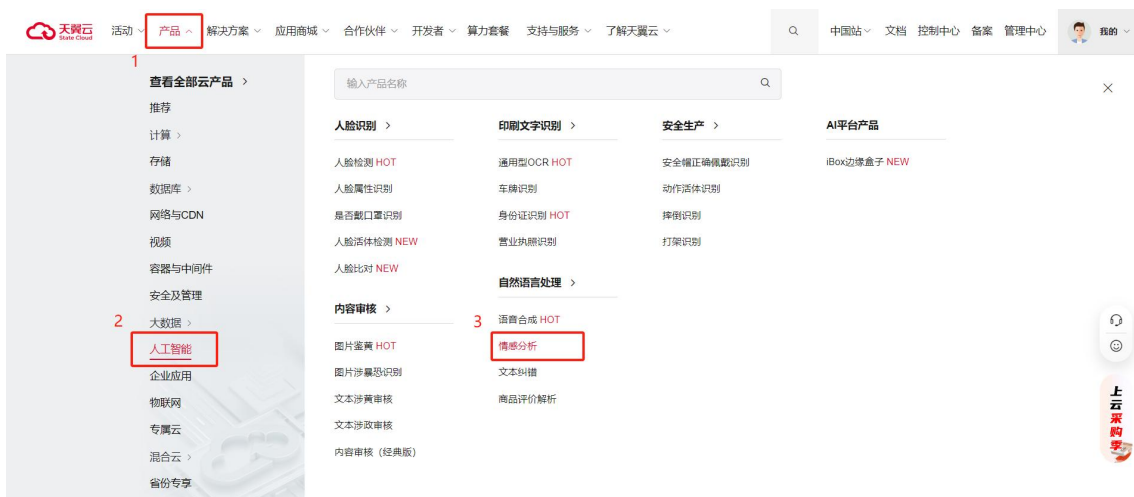 天翼云 State Cloud 活动 产品 解决方案 应用商城 合作伙伴 开发者 算力套餐 支持与服务 了解天翼云 中国站 文档 控制中心 备案 管理中心 我的
1
查看全部云产品
推荐
计算
存储
数据库
网络与CDN
视频
容器与中间件
安全及管理
2 大数据
人工智能
企业应用
物联网
专属云
混合云
省份专享
输入产品名称
人脸识别
人脸检测 HOT
人脸属性识别
是否戴口罩识别
人脸活体检测 NEW
人脸比对 NEW
内容审核
图片鉴黄 HOT
图片涉暴恐识别
文本涉黄审核
文本涉政审核
内容审核（经典版）
印刷文字识别
通用型OCR HOT
车牌识别
身份证识别 HOT
营业执照识别
自然语言处理
3 语音合成 HOT
情感分析
文本纠错
商品评价解析
安全生产
安全帽正确佩戴识别
动作活体识别
摔倒识别
打架识别
AI平台产品
iBox边缘盒子 NEW
上云采购季